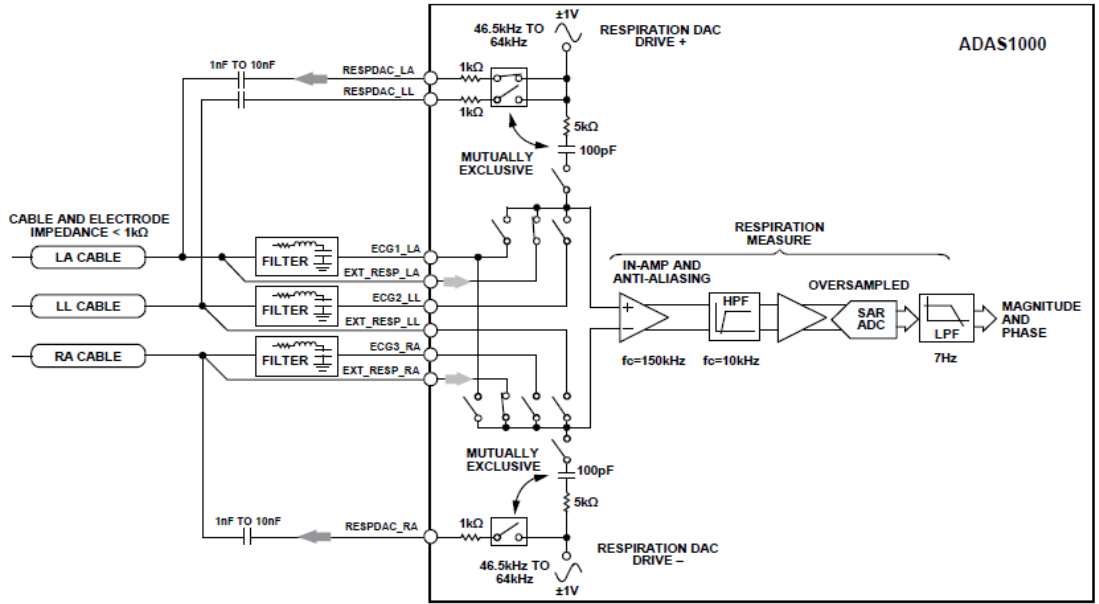 ±1V
46.5kHz TO
64kHz
RESPIRATION DAC
DRIVE +
ADAS1000
1nF TO 10nF
RESPDAC_LA
1kΩ
RESPDAC_LL
1kΩ
5kΩ
100pF
MUTUALLY
EXCLUSIVE
CABLE AND ELECTRODE
IMPEDANCE < 1kΩ
LA CABLE
FILTER
ECG1_LA
EXT_RESP_LA
LL CABLE
FILTER
ECG2_LL
EXT_RESP_LL
RA CABLE
FILTER
ECG3_RA
EXT_RESP_RA
RESPIRATION
MEASURE
IN-AMP AND
ANTI-ALIASING
+
–
fc=150kHz
HPF
fc=10kHz
OVERSAMPLED
SAR
ADC
LPF
7Hz
MAGNITUDE
AND
PHASE
MUTUALLY
EXCLUSIVE
100pF
5kΩ
1nF TO 10nF
RESPDAC_RA
1kΩ
46.5kHz TO
64kHz
±1V
RESPIRATION DAC
DRIVE –